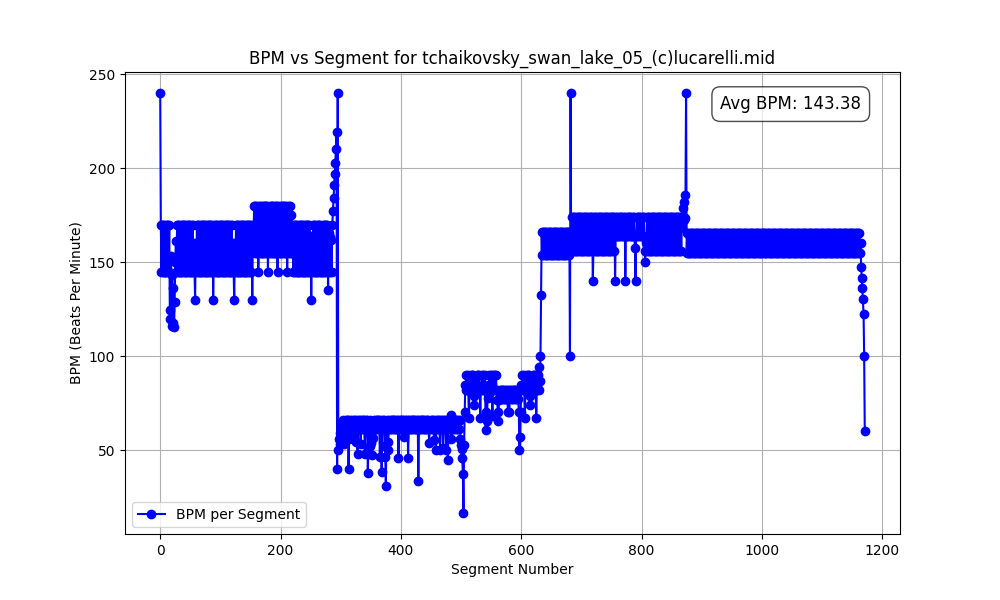 BPM vs Segment for tchaikovsky_swan_lake_05_(c)lucarelli.mid
Avg BPM: 143.38
BPM (Beats Per Minute)
250
200
150
100
50
BPM per Segment
0 200 400 600 800 1000 1200
Segment Number